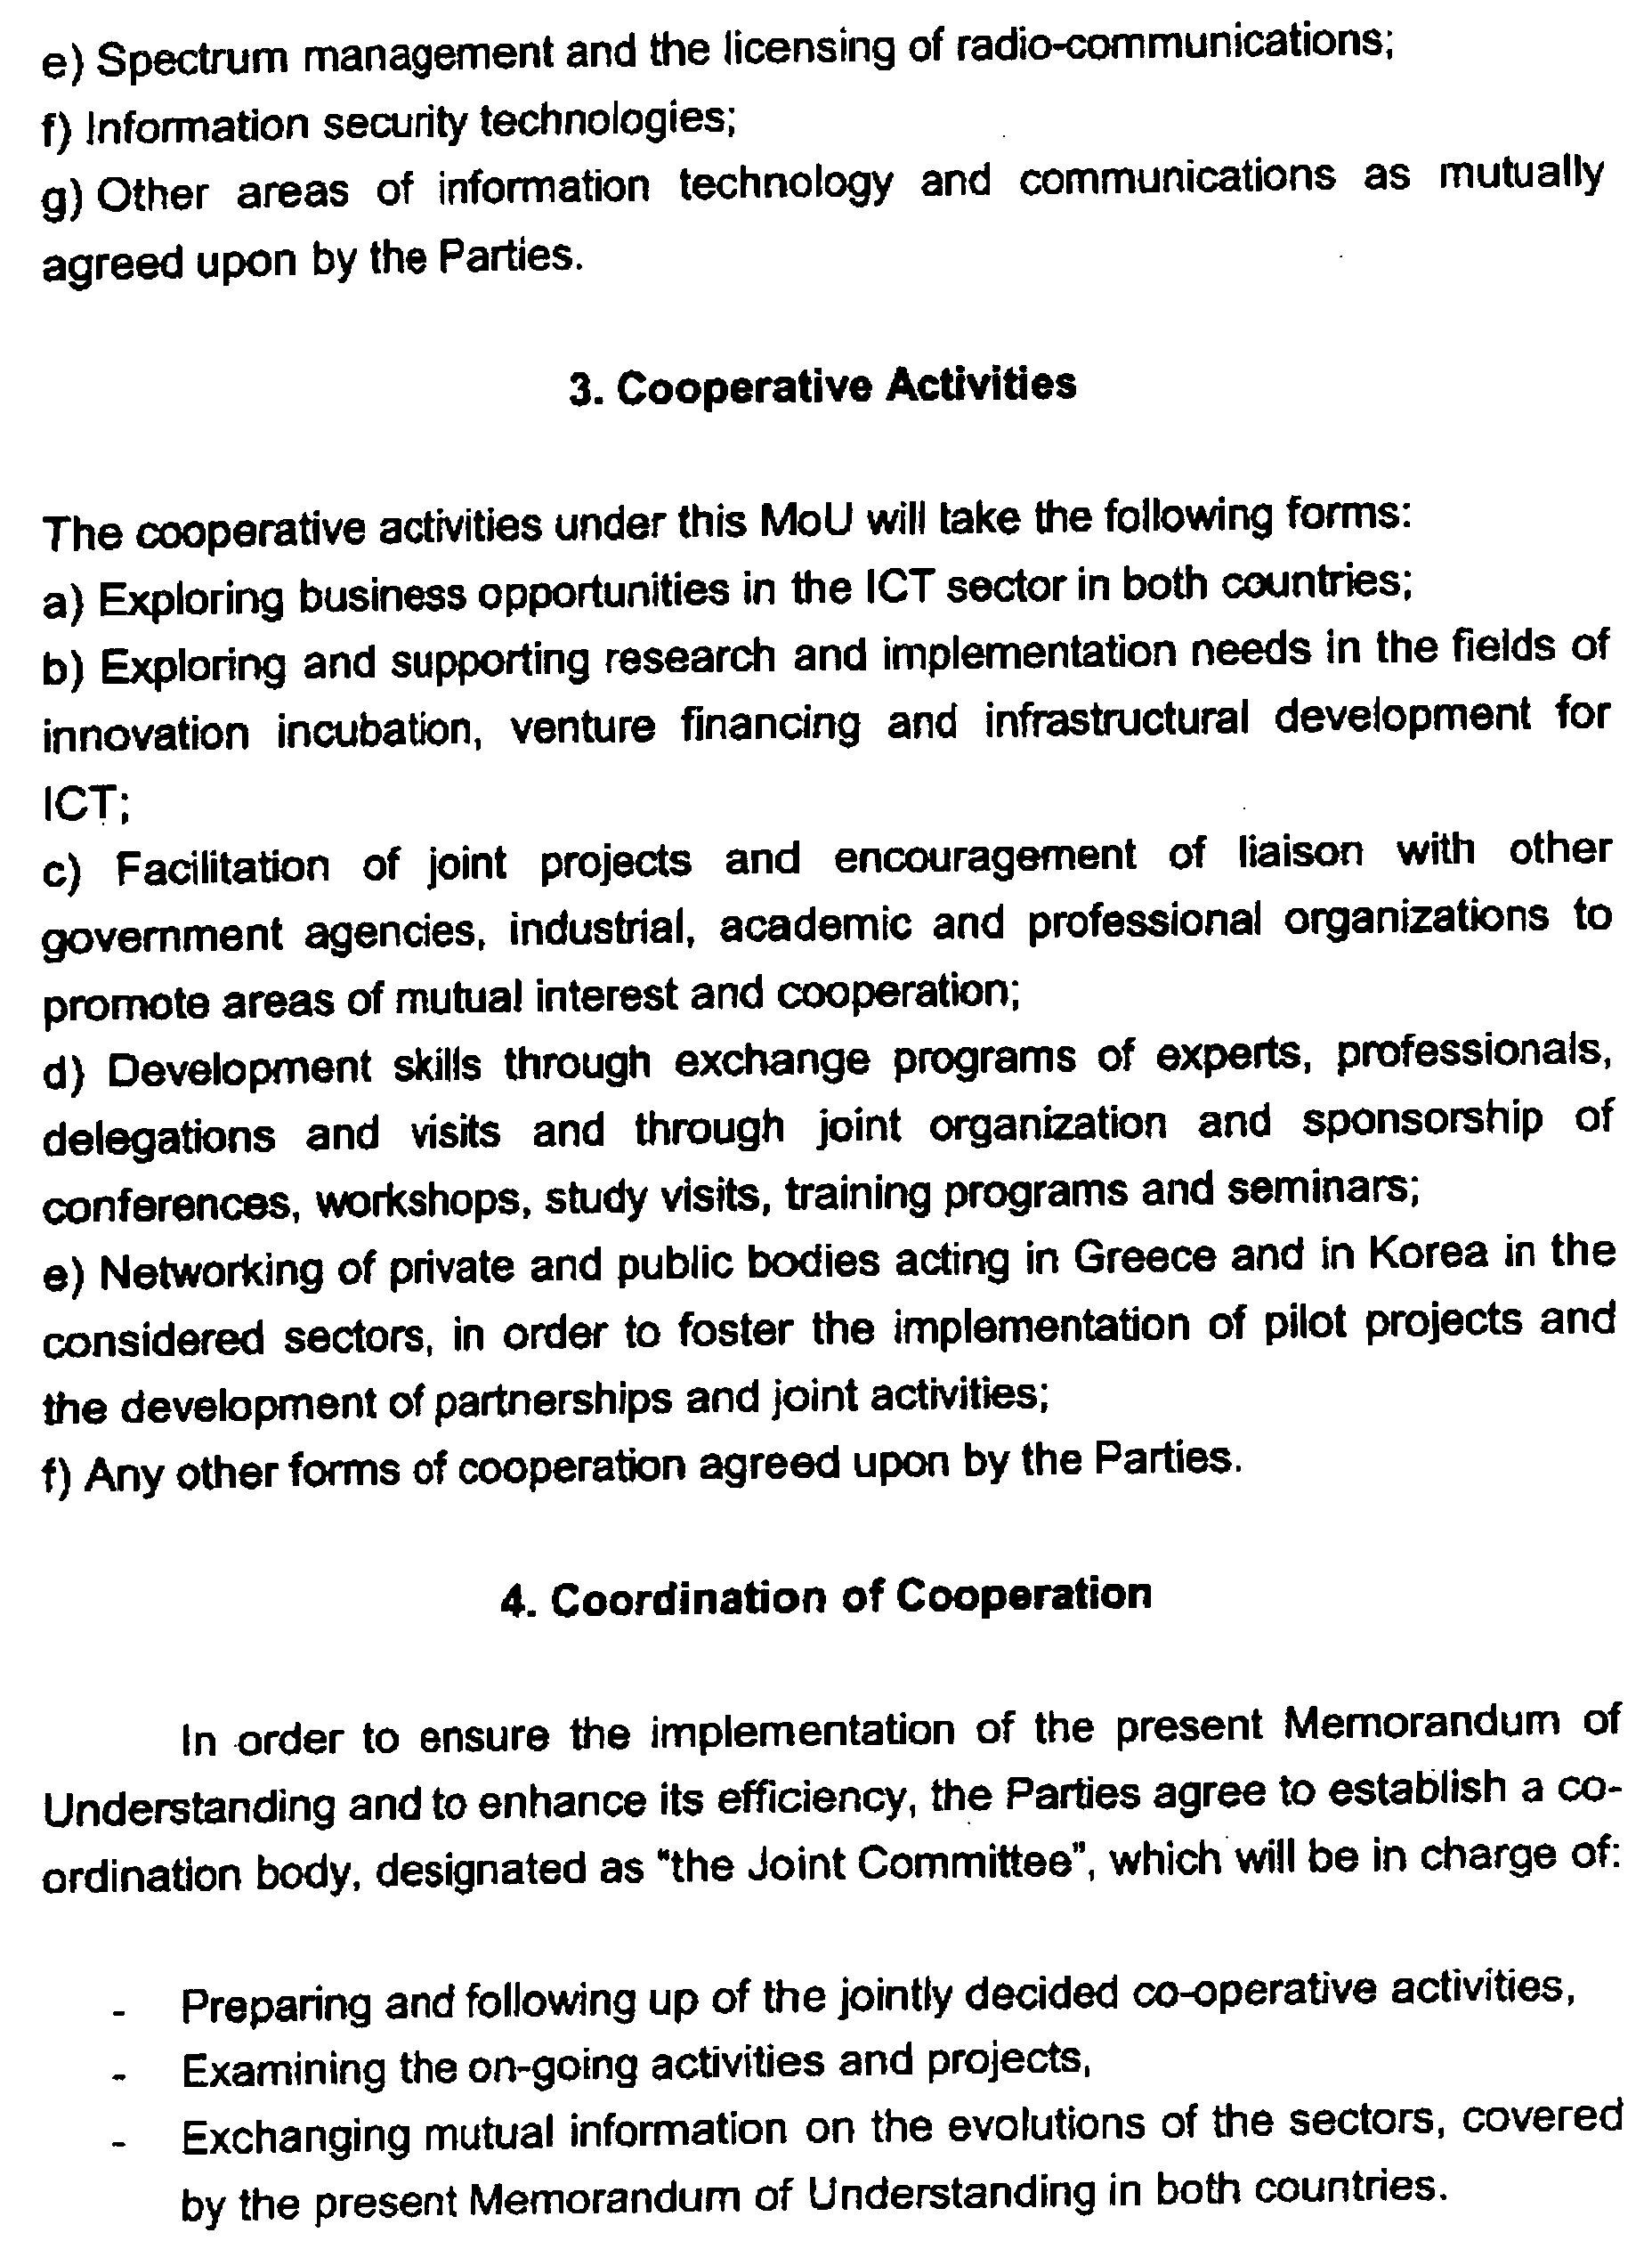 e) Spectrum management and the licensing of radio-communications;
f) Information security technologies;
g) Other areas of information technology and communications as mutually
agreed upon by the Parties.
3. Cooperative Activities
The cooperative activities under this MoU will take the following forms:
a) Exploring business opportunities in the ICT sector in both countries;
b) Exploring and supporting research and implementation needs in the fields of
innovation incubation, venture financing and infrastructural development for
ICT;
c) Facilitation of joint projects and encouragement of liaison with other
government agencies, industrial, academic and professional organizations to
promote areas of mutual interest and cooperation;
d) Development skills through exchange programs of experts, professionals,
delegations and visits and through joint organization and sponsorship of
conferences, workshops, study visits, training programs and seminars;
e) Networking of private and public bodies acting in Greece and in Korea in the
considered sectors, in order to foster the implementation of pilot projects and
the development of partnerships and joint activities;
f) Any other forms of cooperation agreed upon by the Parties.
4. Coordination of Cooperation
In order to ensure the implementation of the present Memorandum of
Understanding and to enhance its efficiency, the Parties agree to establish a co-
ordination body, designated as "the Joint Committee", which will be in charge of:
- Preparing and following up of the jointly decided co-operative activities,
- Examining the on-going activities and projects,
- Exchanging mutual information on the evolutions of the sectors, covered
by the present Memorandum of Understanding in both countries.